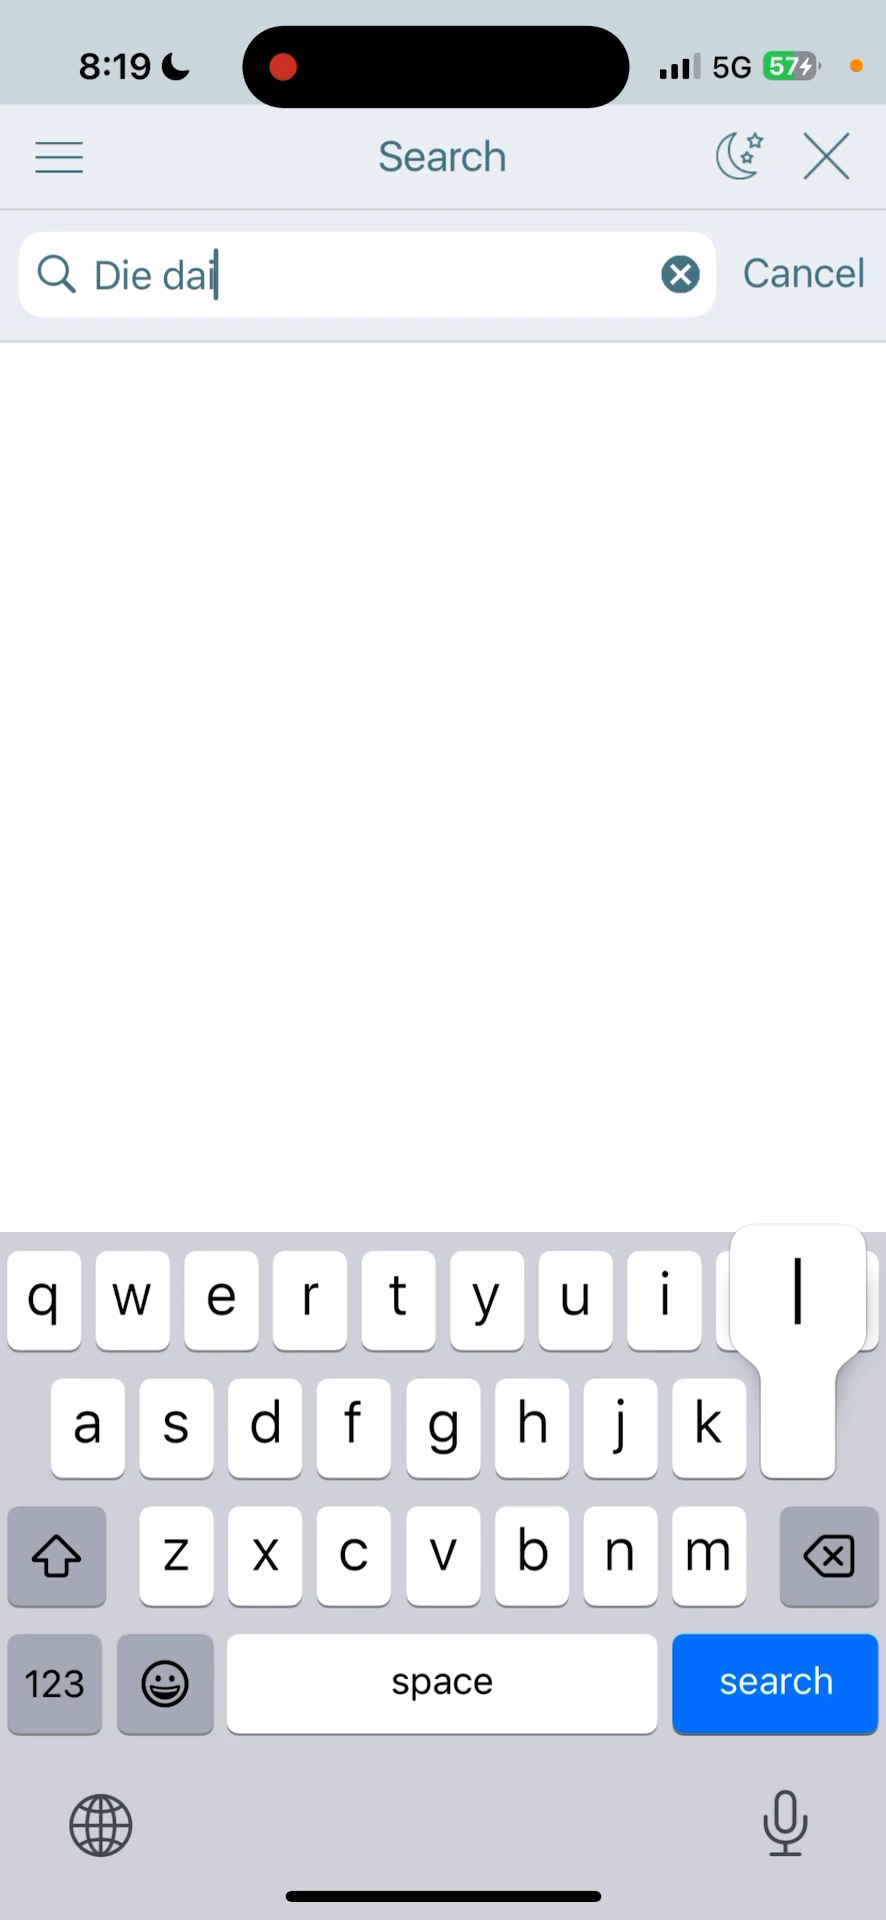 8:19
5G
57
Search
Die dai
Cancel
q w e r t y u i
l
a s d f g h j k
z x c v b n m
123
space
search